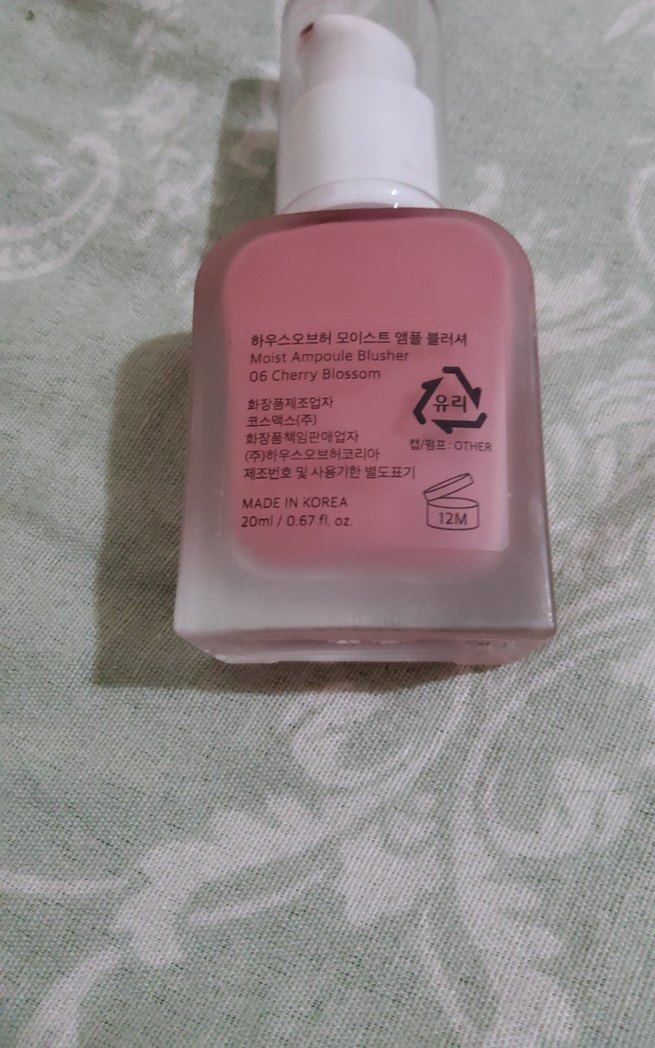 하우스오브허 모이스트 앰플 블러셔
Moist Ampoule Blusher
06 Cherry Blossom
화장품제조업자
코스맥스(주)
화장품책임판매업자
(주)하우스오브허코리아
제조번호 및 사용기한 별도표기
유리
캡/펌프 : OTHER
MADE IN KOREA
20ml / 0.67 fl. oz.
12M